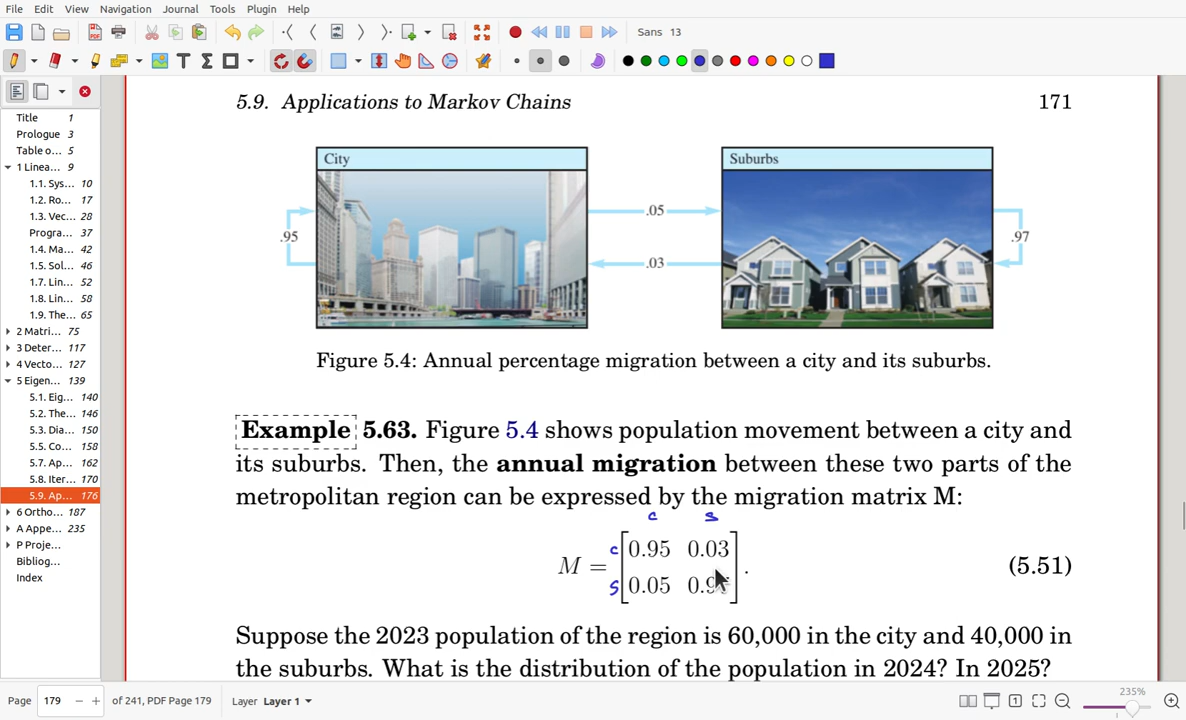 File Edit View Navigation Journal Tools Plugin Help
Sans 13
Title 1
Prologue 3
Table o... 5
1 Linea... 9
1.1. Sys... 10
1.2. Ro... 17
1.3. Vec... 28
Progra... 37
1.4. Ma... 42
1.5. Sol... 46
1.7. Lin... 52
1.8. Lin... 58
1.9. The... 65
2 Matri... 75
3 Deter... 117
4 Vecto... 127
5 Eigen... 139
5.1. Eig... 140
5.2. The... 146
5.3. Dia... 150
5.5. Co... 158
5.7. Ap... 162
5.8. Iter... 170
5.9. Ap... 176
6 Ortho... 187
A Appe... 235
P Proje...
Bibliog...
Index
5.9. Applications to Markov Chains 171
City Suburbs
.95 .05 .03 .97
Figure 5.4: Annual percentage migration between a city and its suburbs.
Example 5.63. Figure 5.4 shows population movement between a city and
its suburbs. Then, the annual migration between these two parts of the
metropolitan region can be expressed by the migration matrix M:
c s
c 0.95 0.03
M = . (5.51)
s 0.05
Suppose the 2023 population of the region is 60,000 in the city and 40,000 in
the suburbs. What is the distribution of the population in 2024? In 2025?
Page 179 − + of 241, PDF Page 179 Layer Layer 1 235%